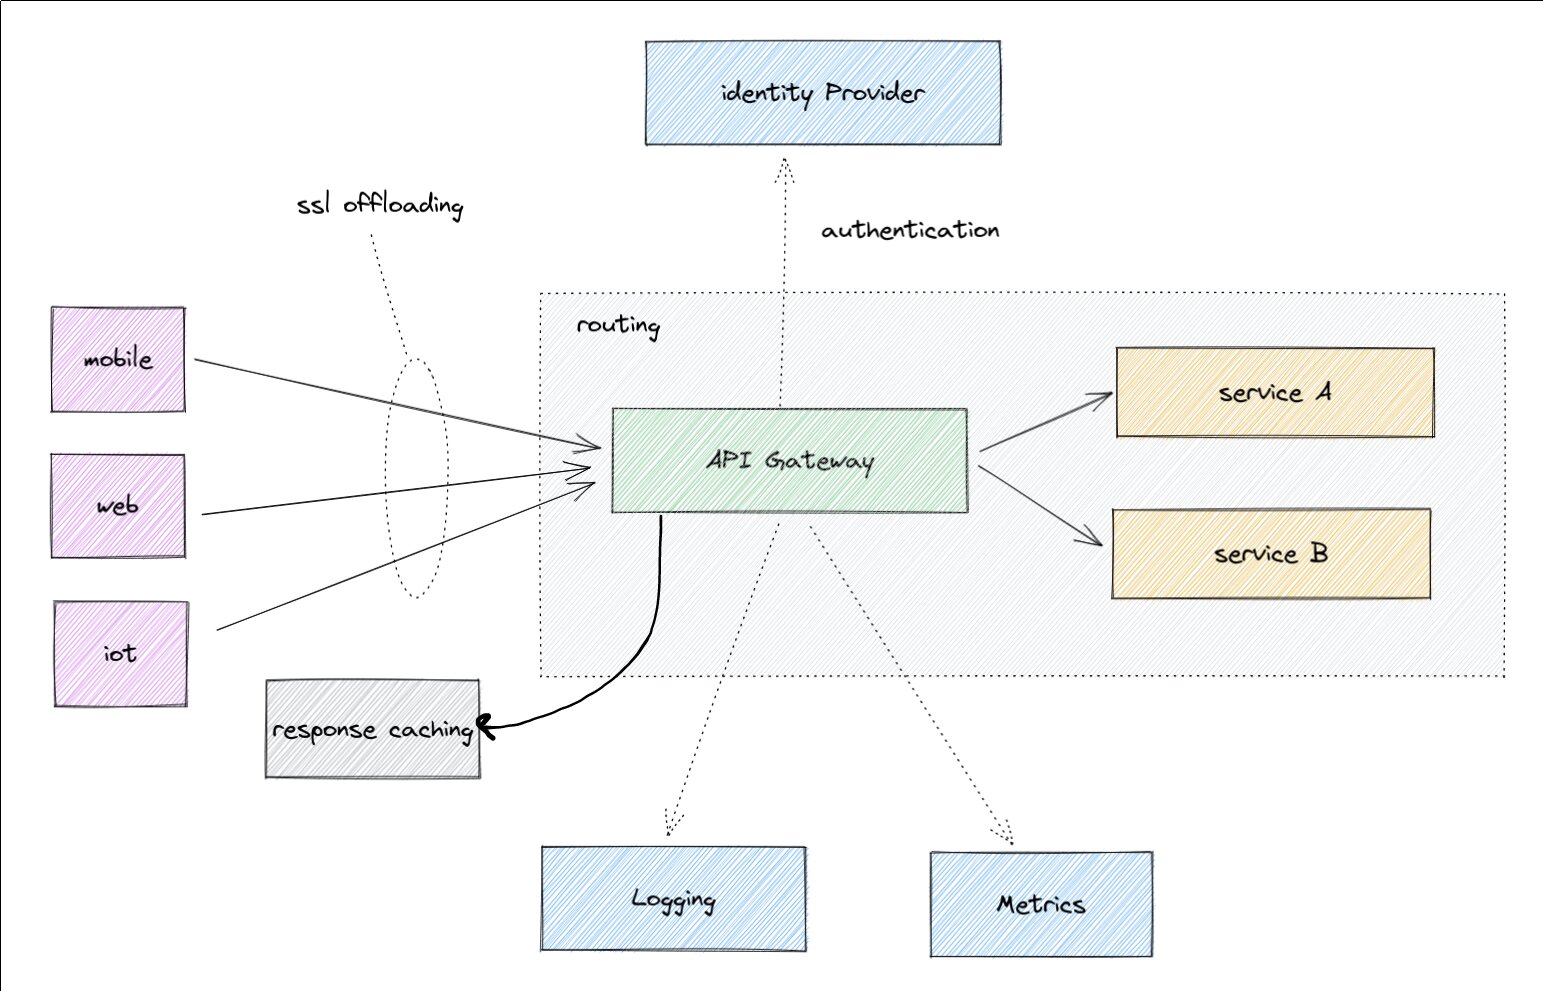 identity Provider
ssl offloading
authentication
routing
mobile
service A
API Gateway
web
service B
iot
response caching
Logging
Metrics